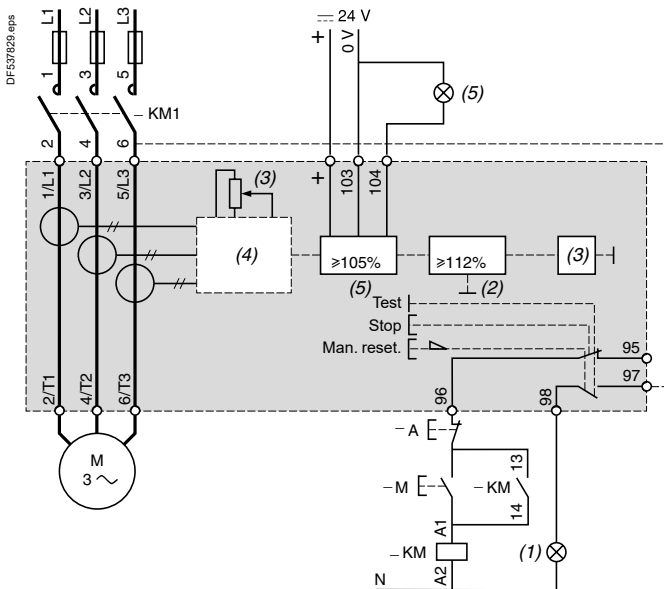 DF537829.eps
L1
L2
L3
24 V
+
0 V
1
3
5
(5)
– KM1
2
4
6
1/L1
3/L2
5/L3
+
103
104
(3)
(4)
≥105%
(5)
≥112%
(2)
(3)
Test
Stop
Man. reset.
95
97
96
98
2/T1
4/T2
6/T3
M
3
– A
– M
– KM
13
14
A1
– KM
A2
(1)
N